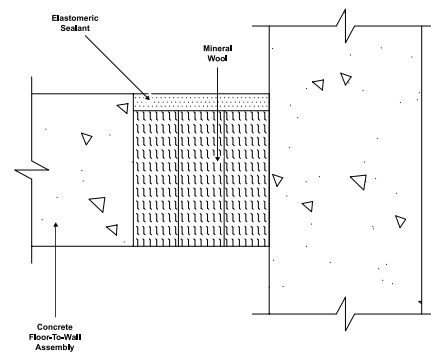 Elastomeric
Sealant
Mineral
Wool
Concrete
Floor-To-Wall
Assembly